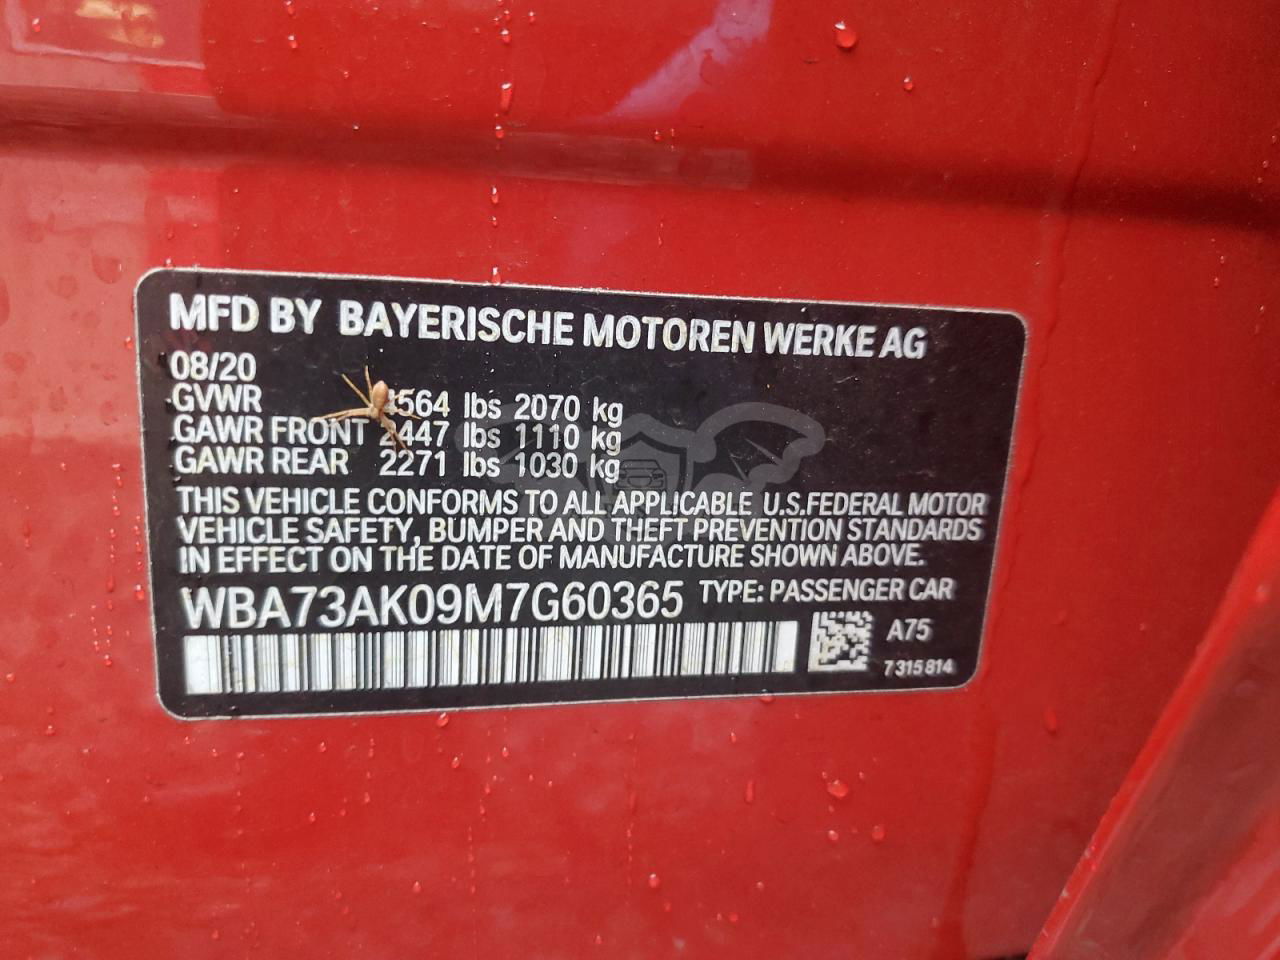 MFD BY BAYERISCHE MOTOREN WERKE AG
08/20
GVWR 4564 lbs 2070 kg
GAWR FRONT 2447 lbs 1110 kg
GAWR REAR 2271 lbs 1030 kg
THIS VEHICLE CONFORMS TO ALL APPLICABLE U.S.FEDERAL MOTOR
VEHICLE SAFETY, BUMPER AND THEFT PREVENTION STANDARDS
IN EFFECT ON THE DATE OF MANUFACTURE SHOWN ABOVE.
WBA73AK09M7G60365 TYPE: PASSENGER CAR
A75
7 315 814